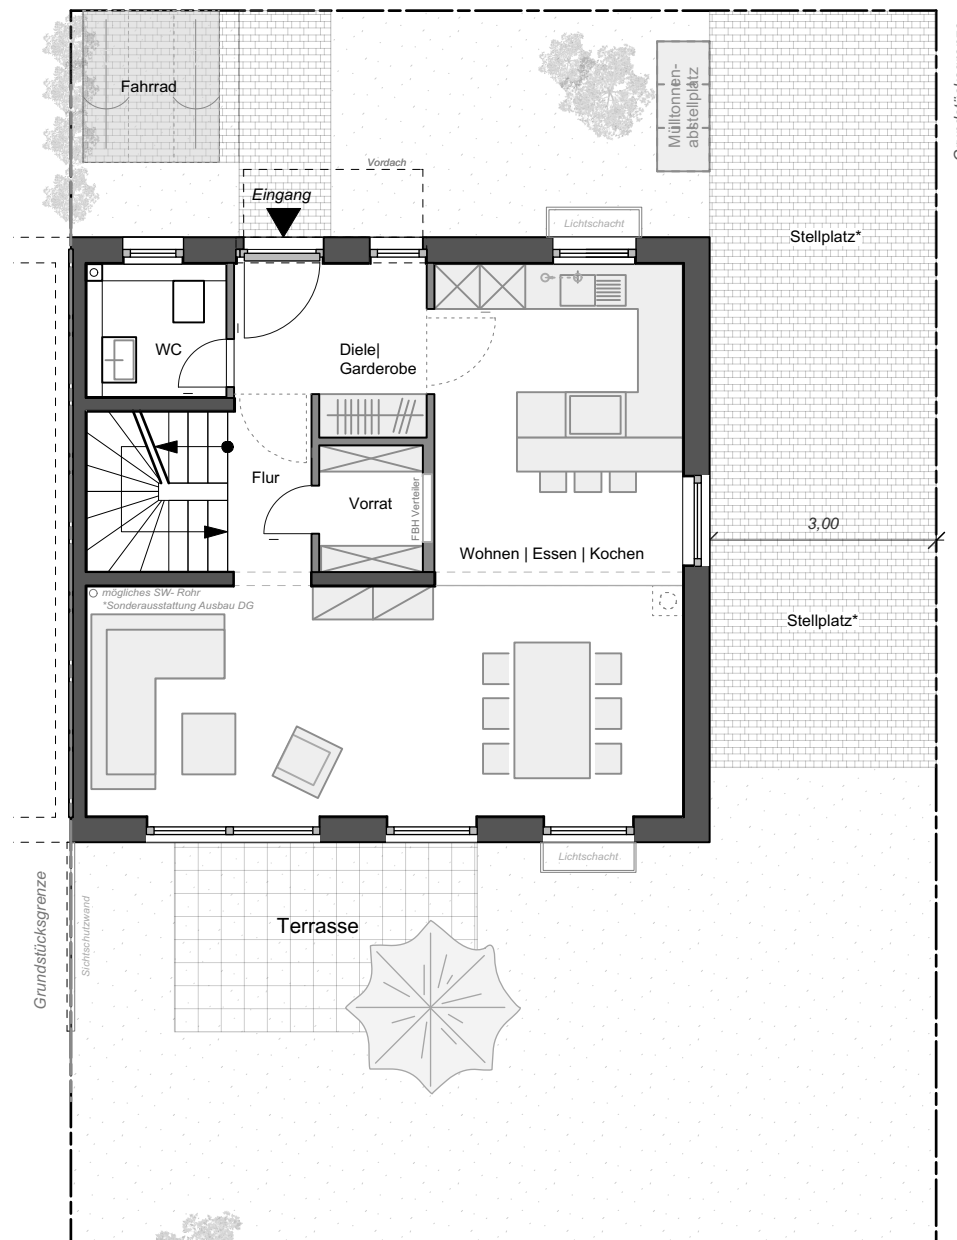 Fahrrad
Mülltonnen-
abstellplatz
Vordach
Eingang
Lichtschacht
Stellplatz*
WC
Diele|
Garderobe
Flur
Vorrat
FBH Verteiler
3,00
Wohnen | Essen | Kochen
mögliches SW- Rohr
*Sonderausstattung Ausbau DG
Stellplatz*
Lichtschacht
Grundstücksgrenze
Sichtschutzwand
Terrasse